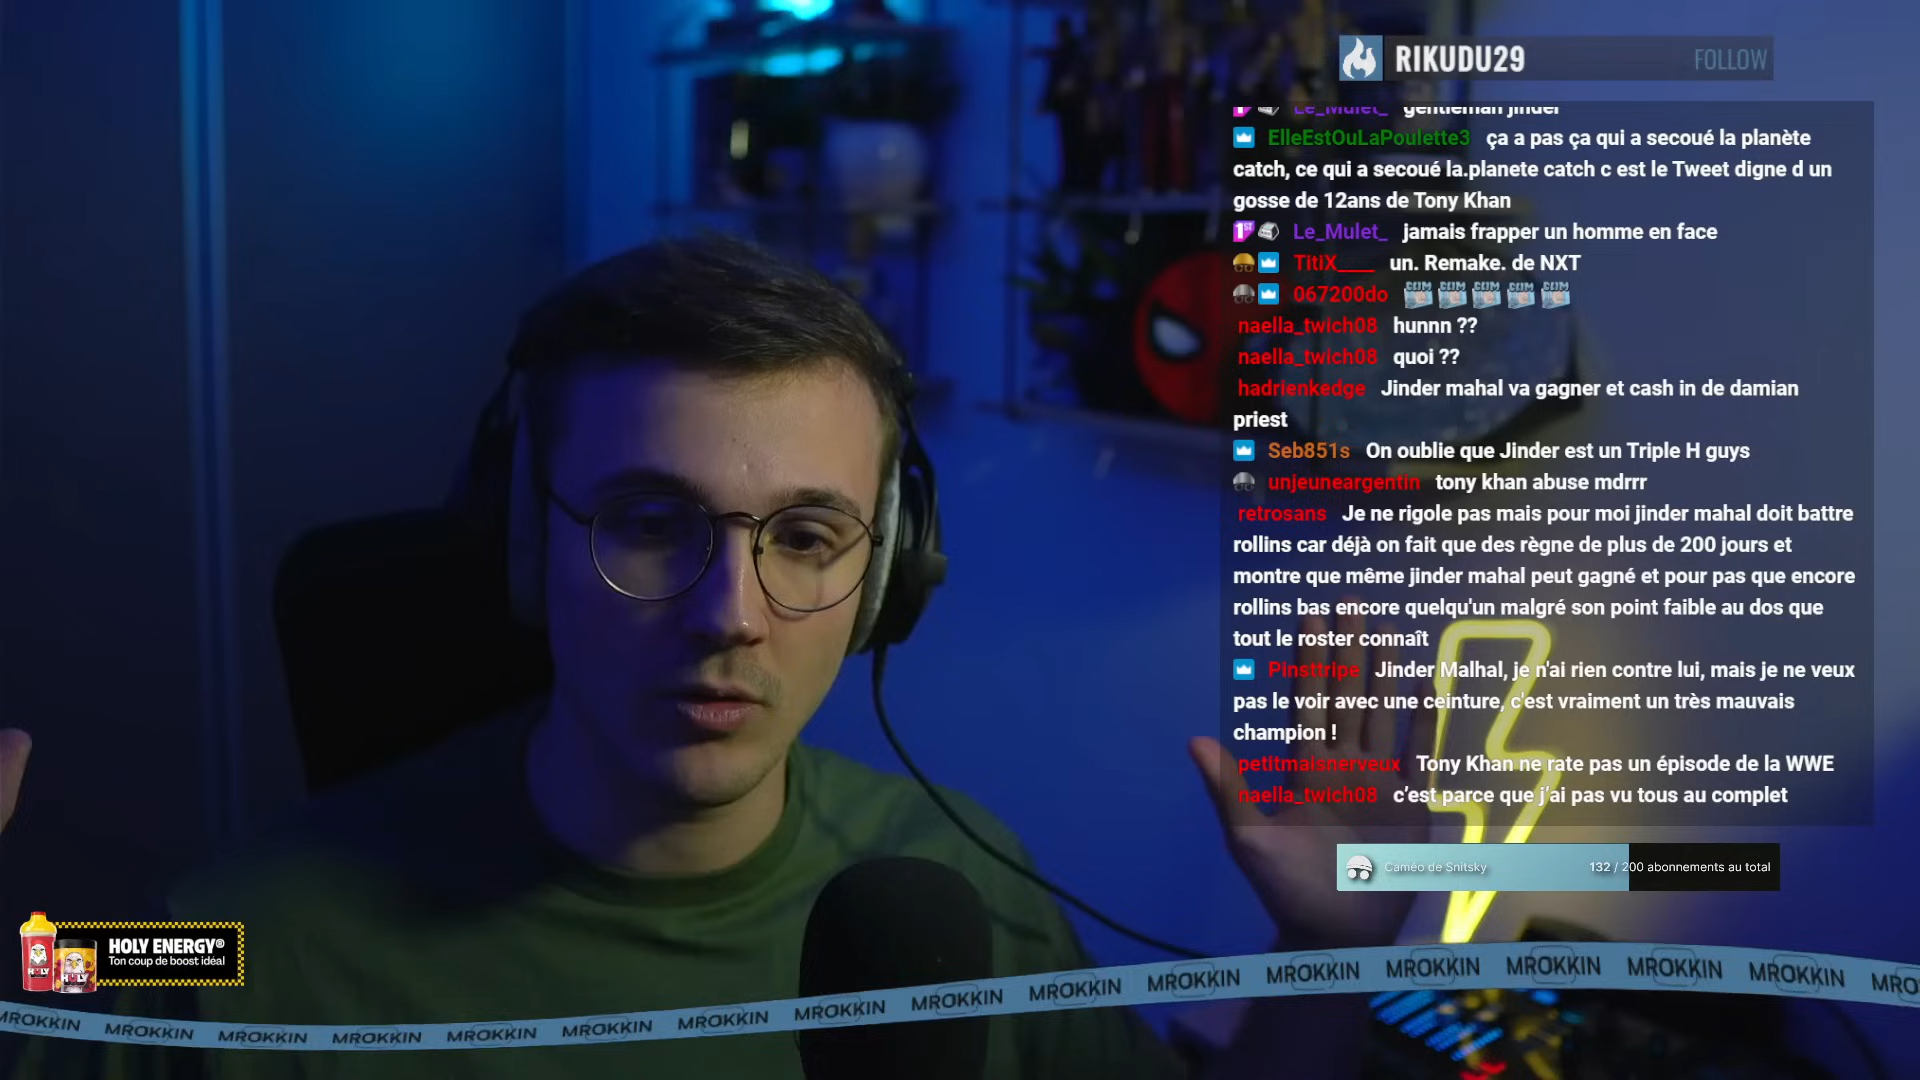 RIKUDU29 FOLLOW
Le_Mulet_ gentleman jinder
ElleEstOuLaPoulette3 ça a pas ça qui a secoué la planète
catch, ce qui a secoué la.planete catch c est le Tweet digne d un
gosse de 12ans de Tony Khan
Le_Mulet_ jamais frapper un homme en face
TitIX____ un. Remake. de NXT
067200do
naella_twich08 hunnn ??
naella_twich08 quoi ??
hadrienkedge Jinder mahal va gagner et cash in de damian
priest
Seb851s On oublie que Jinder est un Triple H guys
unjeuneargentin tony khan abuse mdrrr
retrosans Je ne rigole pas mais pour moi jinder mahal doit battre
rollins car déjà on fait que des règne de plus de 200 jours et
montre que même jinder mahal peut gagné et pour pas que encore
rollins bas encore quelqu'un malgré son point faible au dos que
tout le roster connaît
Pinsttripe Jinder Malhal, je n'ai rien contre lui, mais je ne veux
pas le voir avec une ceinture, c'est vraiment un très mauvais
champion !
petitmaisnerveux Tony Khan ne rate pas un épisode de la WWE
naella_twich08 c’est parce que j’ai pas vu tous au complet
Caméo de Snitsky 132 / 200 abonnements au total
HOLY ENERGY®
Ton coup de boost idéal
MROKKIN MROKKIN MROKKIN MROKKIN MROKKIN MROKKIN MROKKIN MROKKIN MROKKIN MROKKIN MROKKIN MROKKIN MROKKIN MROKKIN MROKKIN MROKKIN MRO